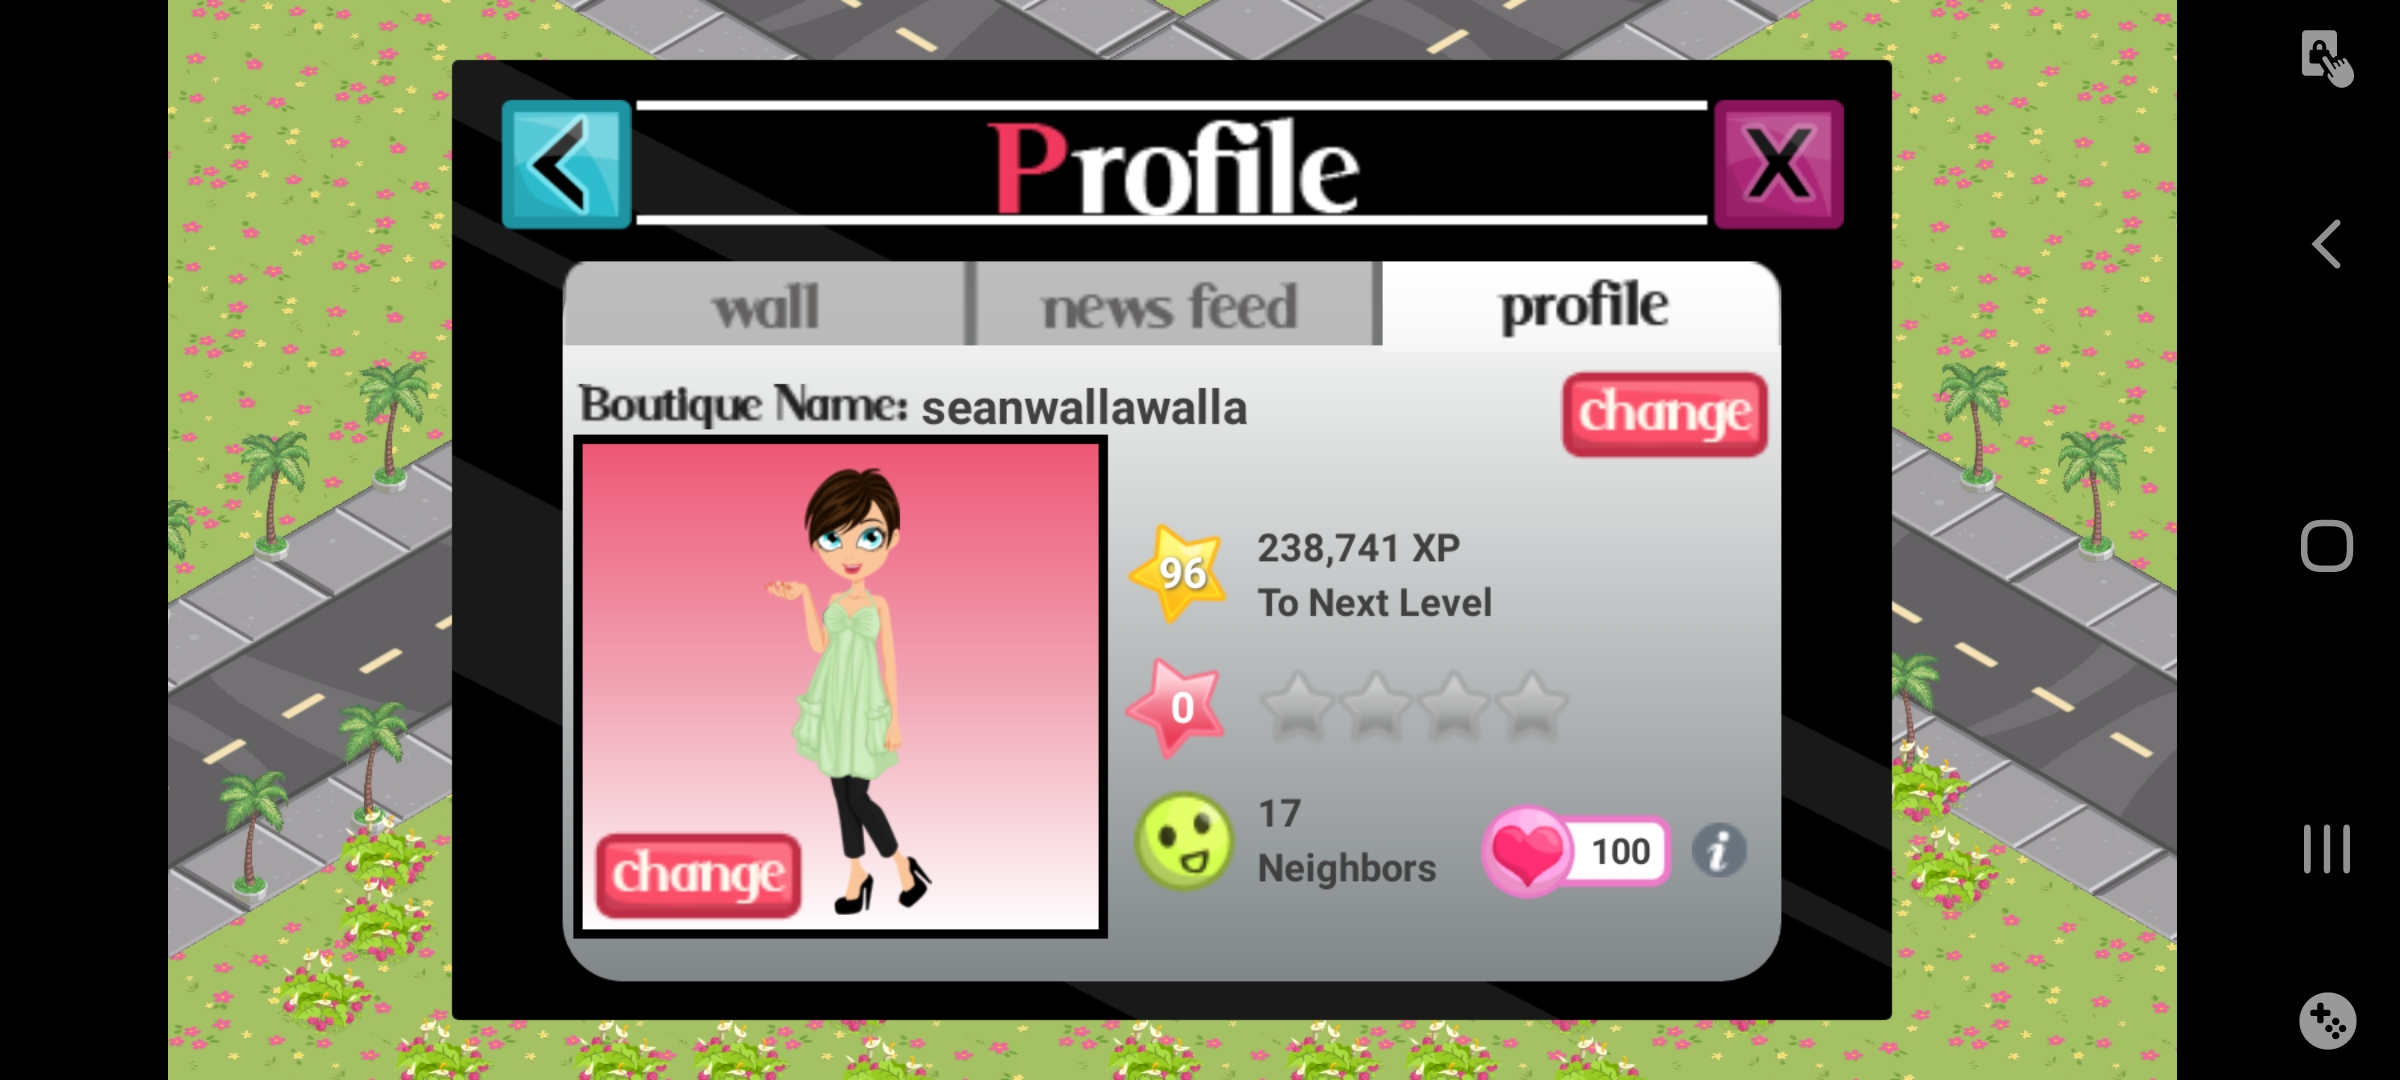 Profile
X
wall
news feed
profile
Boutique Name: seanwallawalla
change
96
238,741 XP
To Next Level
0
17
Neighbors
100
i
change